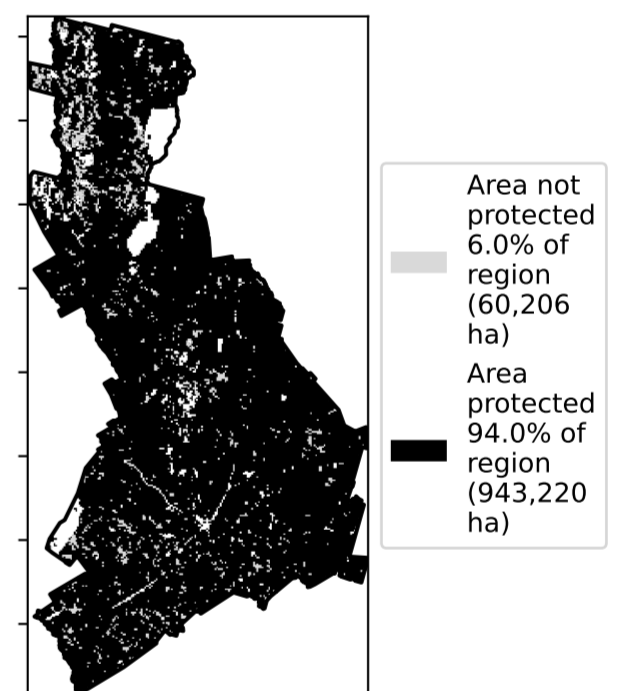 Area not
protected
6.0% of
region
(60,206
ha)
Area
protected
94.0% of
region
(943,220
ha)